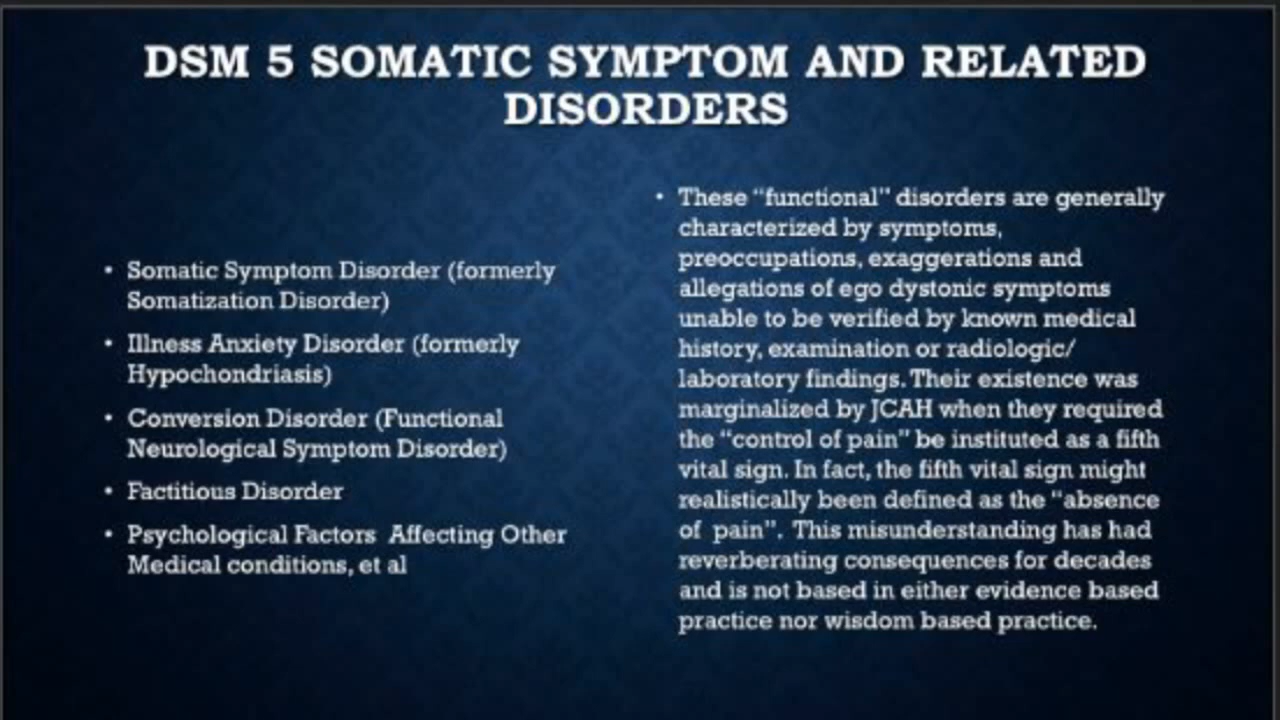 DSM 5 SOMATIC SYMPTOM AND RELATED
DISORDERS
• Somatic Symptom Disorder (formerly
Somatization Disorder)
• Illness Anxiety Disorder (formerly
Hypochondriasis)
• Conversion Disorder (Functional
Neurological Symptom Disorder)
• Factitious Disorder
• Psychological Factors Affecting Other
Medical conditions, et al
• These “functional” disorders are generally
characterized by symptoms,
preoccupations, exaggerations and
allegations of ego dystonic symptoms
unable to be verified by known medical
history, examination or radiologic/
laboratory findings. Their existence was
marginalized by JCAH when they required
the “control of pain” be instituted as a fifth
vital sign. In fact, the fifth vital sign might
realistically been defined as the “absence
of pain”. This misunderstanding has had
reverberating consequences for decades
and is not based in either evidence based
practice nor wisdom based practice.